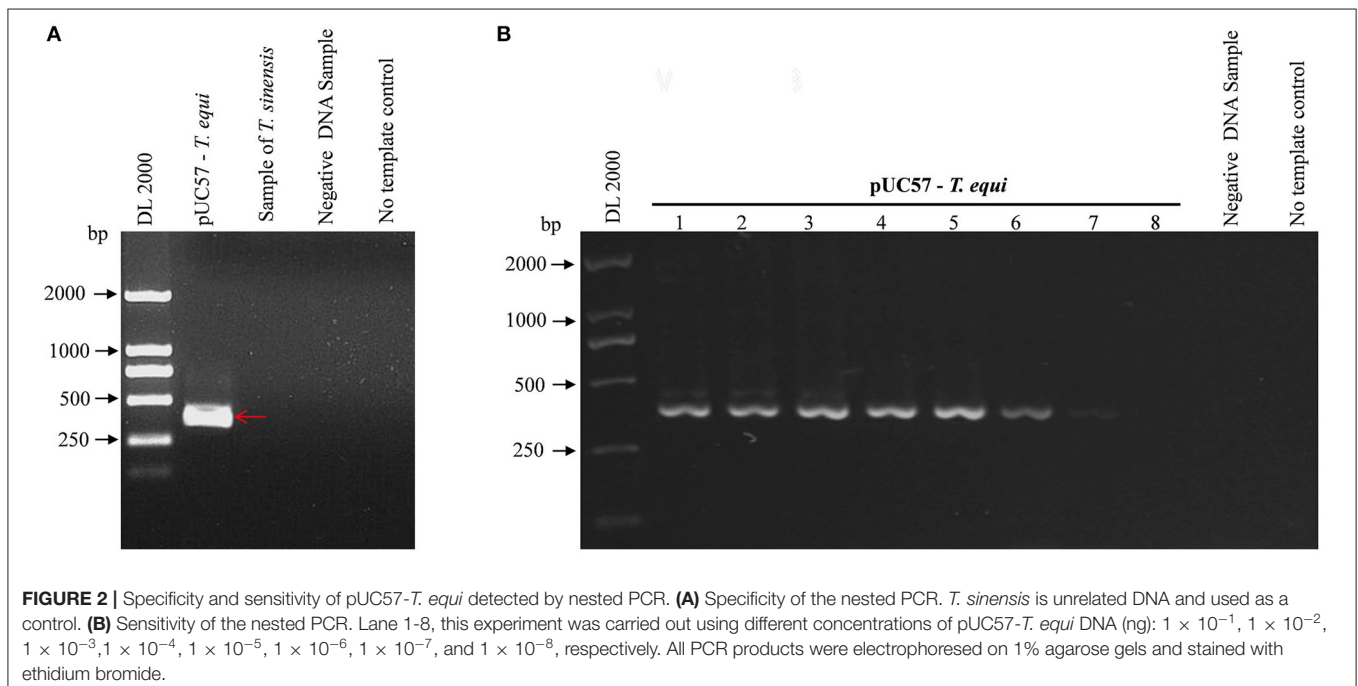 A
DL 2000
pUC57 - T. equi
Sample of T. sinensis
Negative DNA Sample
No template control
bp
2000
1000
500
250
B
DL 2000
pUC57 - T. equi
Negative DNA Sample
No template control
bp
1 2 3 4 5 6 7 8
2000
1000
500
250
FIGURE 2 | Specificity and sensitivity of pUC57-T. equi detected by nested PCR. (A) Specificity of the nested PCR. T. sinensis is unrelated DNA and used as a
control. (B) Sensitivity of the nested PCR. Lane 1-8, this experiment was carried out using different concentrations of pUC57-T. equi DNA (ng): 1 × 10⁻¹, 1 × 10⁻²,
1 × 10⁻³,1 × 10⁻⁴, 1 × 10⁻⁵, 1 × 10⁻⁶, 1 × 10⁻⁷, and 1 × 10⁻⁸, respectively. All PCR products were electrophoresed on 1% agarose gels and stained with
ethidium bromide.